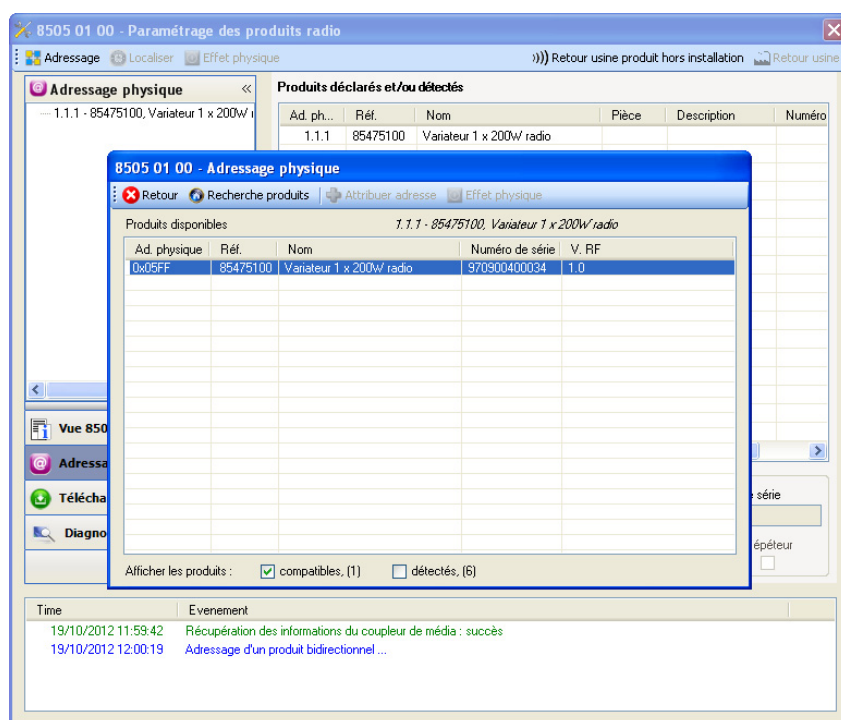 8505 01 00 - Paramétrage des produits radio
Adressage Localiser Effet physique ))) Retour usine produit hors installation Retour usine
Adressage physique «
1.1.1 - 85475100, Variateur 1 x 200W
Produits déclarés et/ou détectés
Ad. ph... Réf. Nom Pièce Description Numéro
1.1.1 85475100 Variateur 1 x 200W radio
8505 01 00 - Adressage physique
Retour Recherche produits Attribuer adresse Effet physique
Produits disponibles 1.1.1 - 85475100, Variateur 1 x 200W radio
Ad. physique Réf. Nom Numéro de série V. RF
0x05FF 85475100 Variateur 1 x 200W radio 970900400034 1.0
Vue 850
Adressa
Télécha
Diagno
série
épéteur
Afficher les produits : compatibles, (1) détectés, (6)
Time Evenement
19/10/2012 11:59:42 Récupération des informations du coupleur de média : succès
19/10/2012 12:00:19 Adressage d'un produit bidirectionnel ...